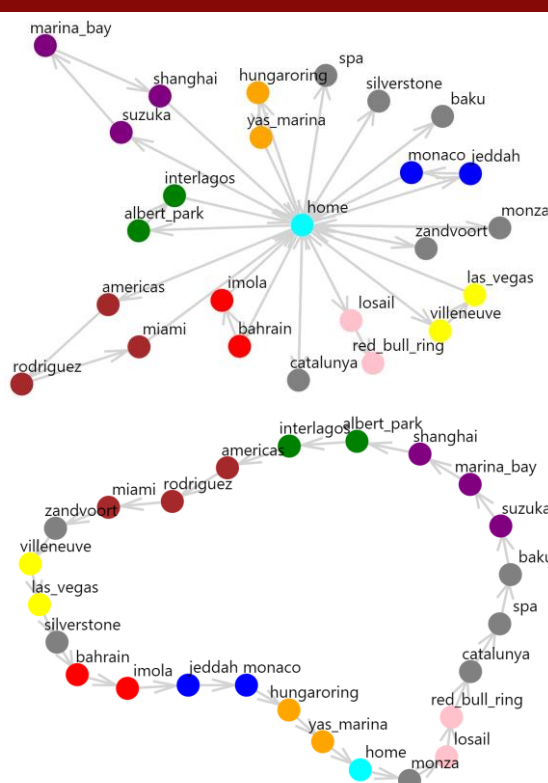 marina_bay
spa
shanghai
hungaroring
silverstone
suzuka
yas_marina
baku
monaco
jeddah
interlagos
albert_park
home
monza
zandvoort
americas
imola
las_vegas
losail
villeneuve
miami
bahrain
red_bull_ring
rodriguez
catalunya
interlagos
albert_park
shanghai
americas
marina_bay
rodriguez
miami
suzuka
zandvoort
villeneuve
baku
las_vegas
spa
silverstone
catalunya
bahrain
imola
jeddah
monaco
hungaroring
red_bull_ring
yas_marina
losail
home
monza